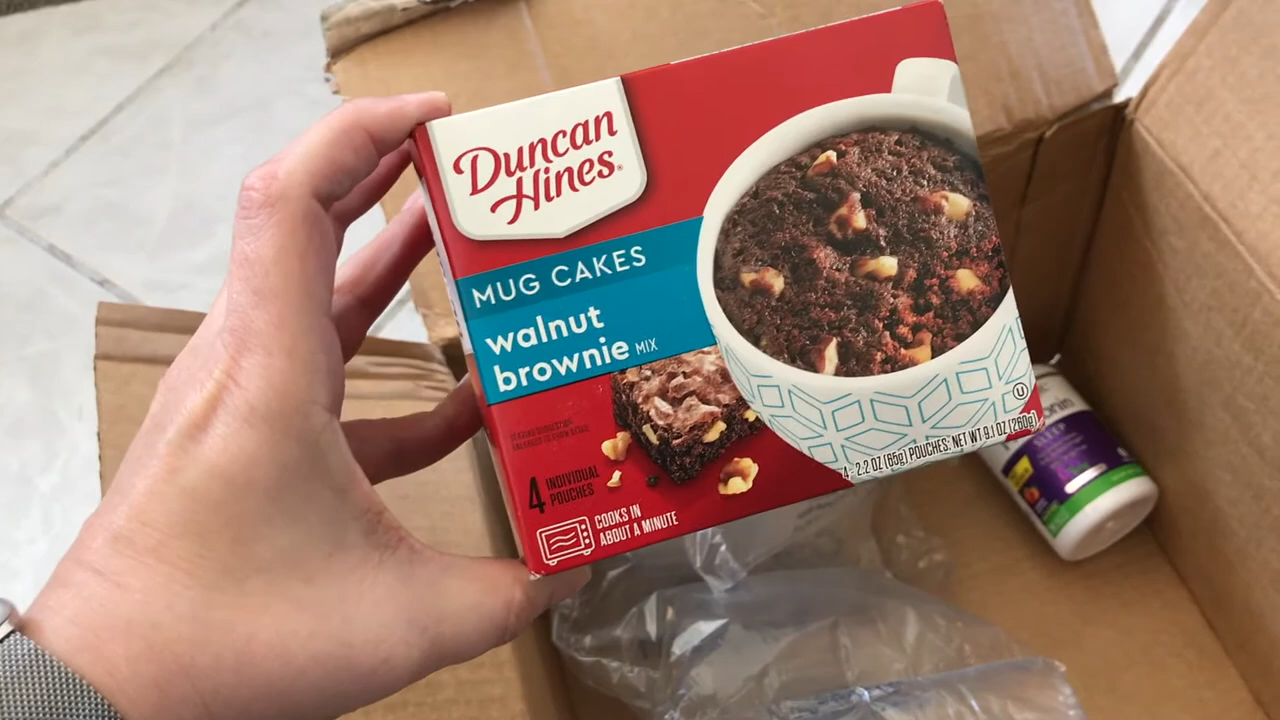 Duncan
Hines
MUG CAKES
walnut
brownie MIX
4 INDIVIDUAL
POUCHES
COOKS IN
ABOUT A MINUTE
U
4 - 2.2 OZ (65g) POUCHES; NET WT 9.1 OZ (260g)